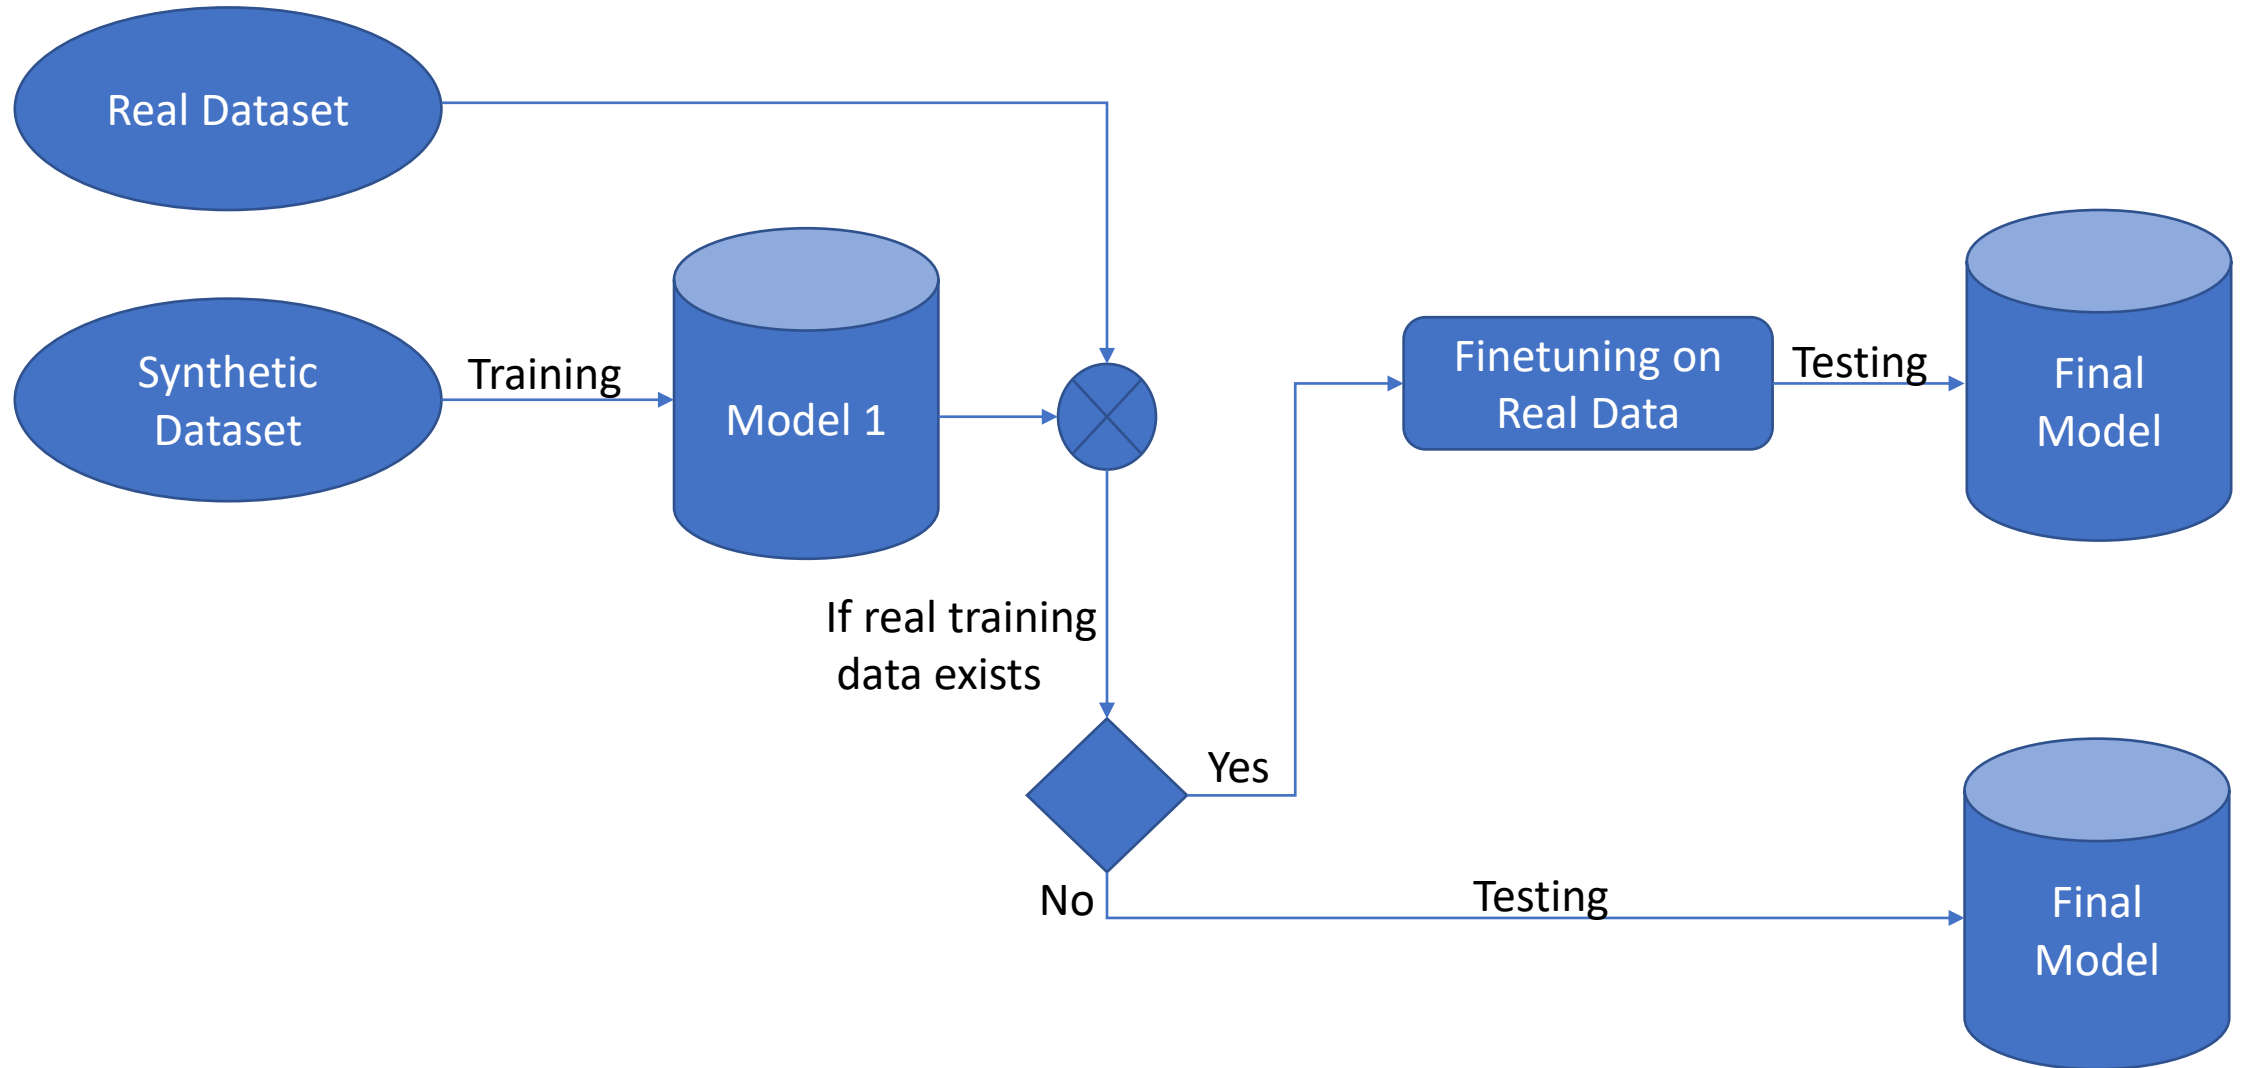 Real Dataset
Synthetic
Dataset
Training
Model 1
If real training
data exists
Yes
No
Finetuning on
Real Data
Testing
Final
Model
Testing
Final
Model